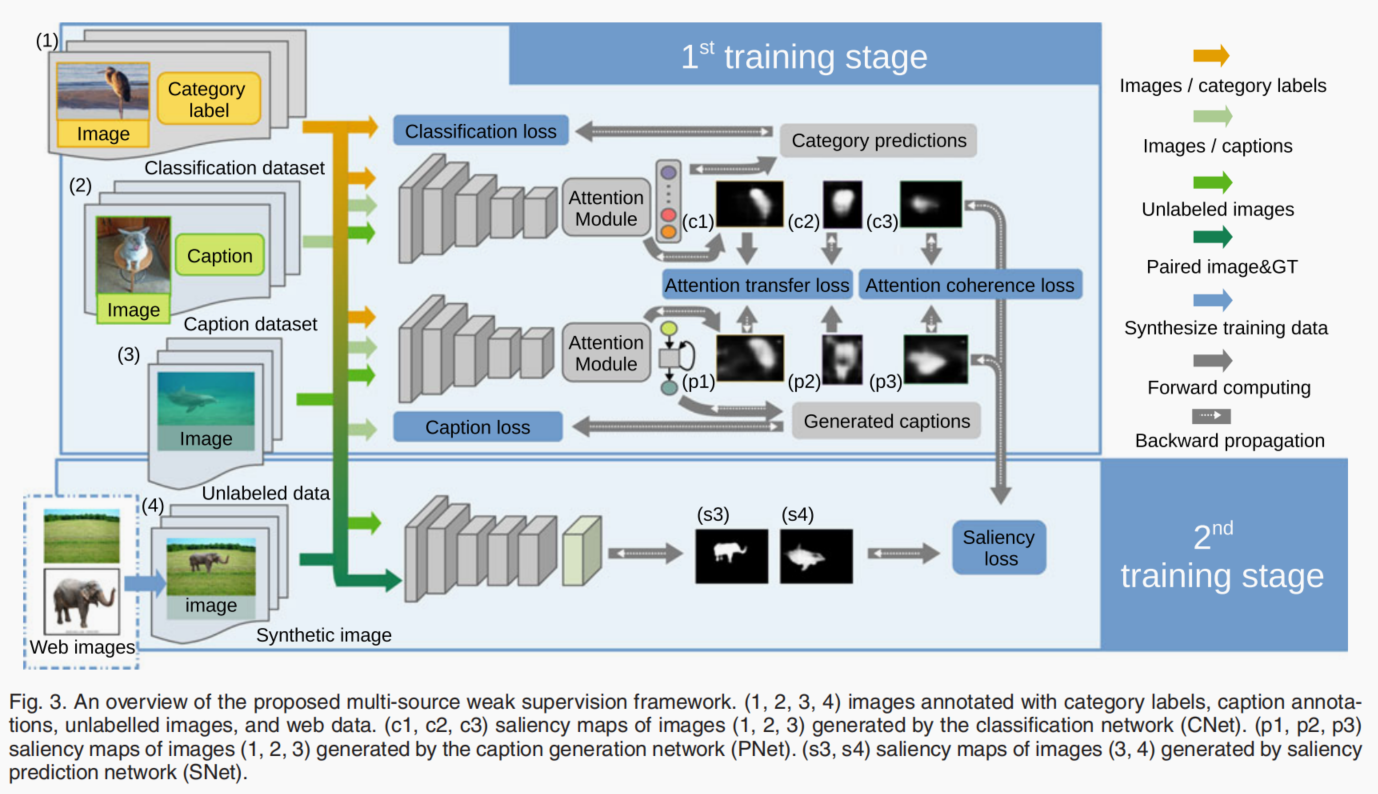 (1)
1st training stage
Category
label
Image
Classification dataset
(2)
Caption
Image
Caption dataset
(3)
Image
Unlabeled data
(4)
image
Synthetic image
Web images
Classification loss
Category predictions
Attention
Module
(c1)
(c2)
(c3)
Attention transfer loss
Attention coherence loss
Attention
Module
(p1)
(p2)
(p3)
Caption loss
Generated captions
(s3)
(s4)
Saliency
loss
2nd
training stage
Images / category labels
Images / captions
Unlabeled images
Paired image&GT
Synthesize training data
Forward computing
Backward propagation
Fig. 3. An overview of the proposed multi-source weak supervision framework. (1, 2, 3, 4) images annotated with category labels, caption annota-
tions, unlabelled images, and web data. (c1, c2, c3) saliency maps of images (1, 2, 3) generated by the classification network (CNet). (p1, p2, p3)
saliency maps of images (1, 2, 3) generated by the caption generation network (PNet). (s3, s4) saliency maps of images (3, 4) generated by saliency
prediction network (SNet).